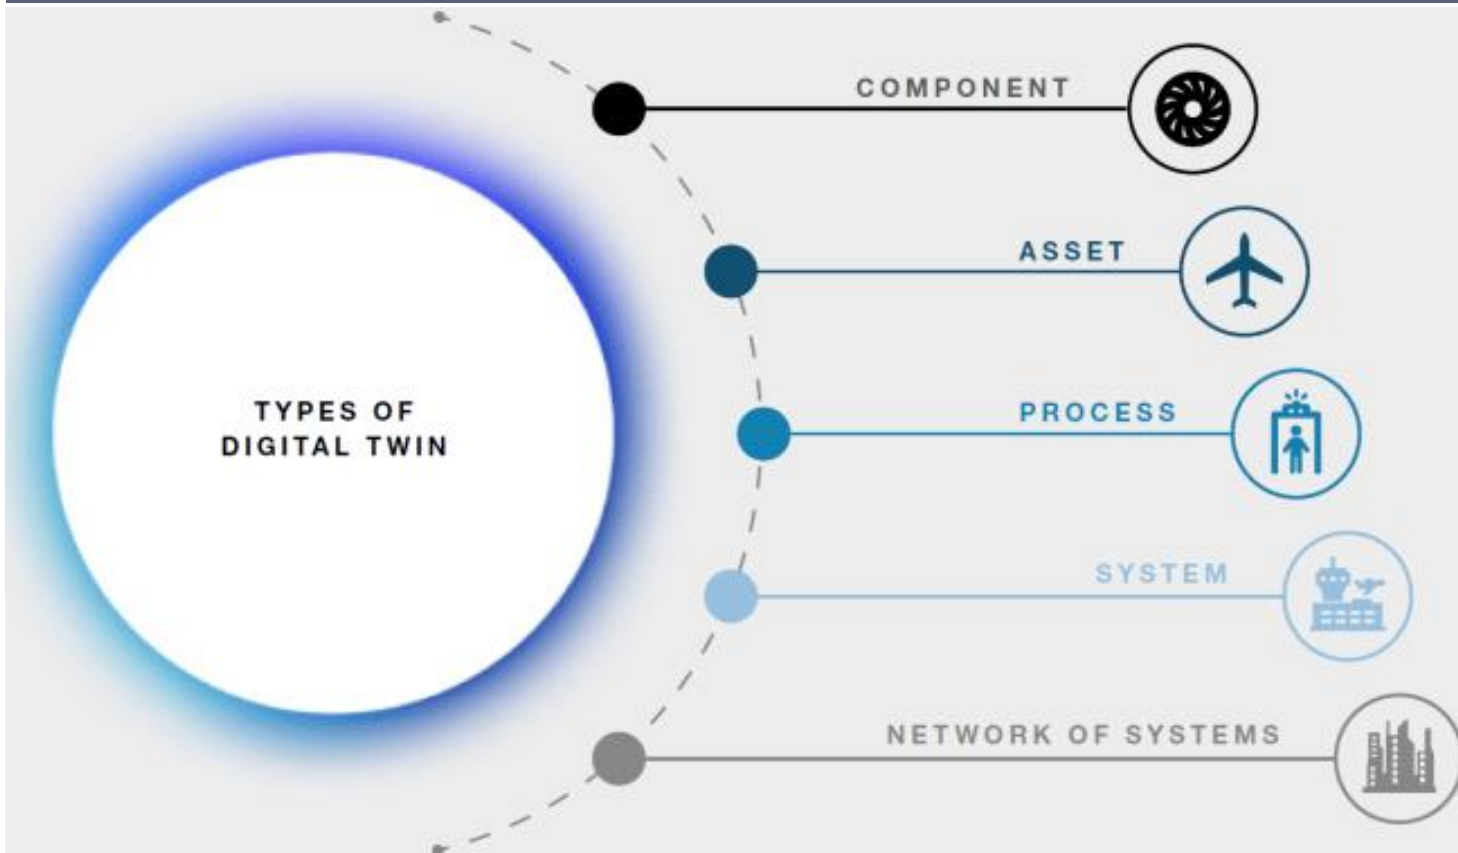 TYPES OF
DIGITAL TWIN
COMPONENT
ASSET
PROCESS
SYSTEM
NETWORK OF SYSTEMS